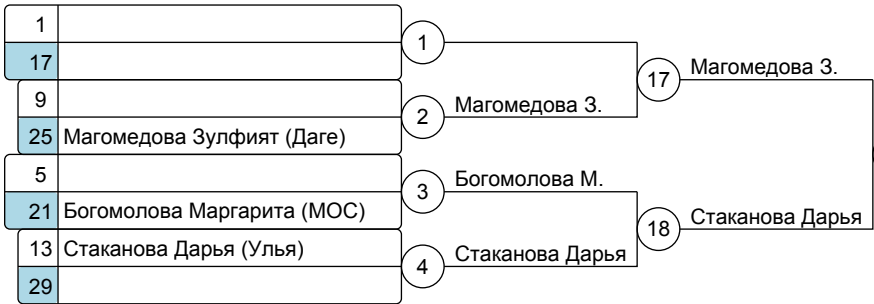 1
17
9
25 Магомедова Зулфият (Даге)
5
21 Богомолова Маргарита (МОС)
13 Стаканова Дарья (Улья)
29
1
2
3
4
Магомедова З.
Богомолова М.
Стаканова Дарья
17
18
Магомедова З.
Стаканова Дарья